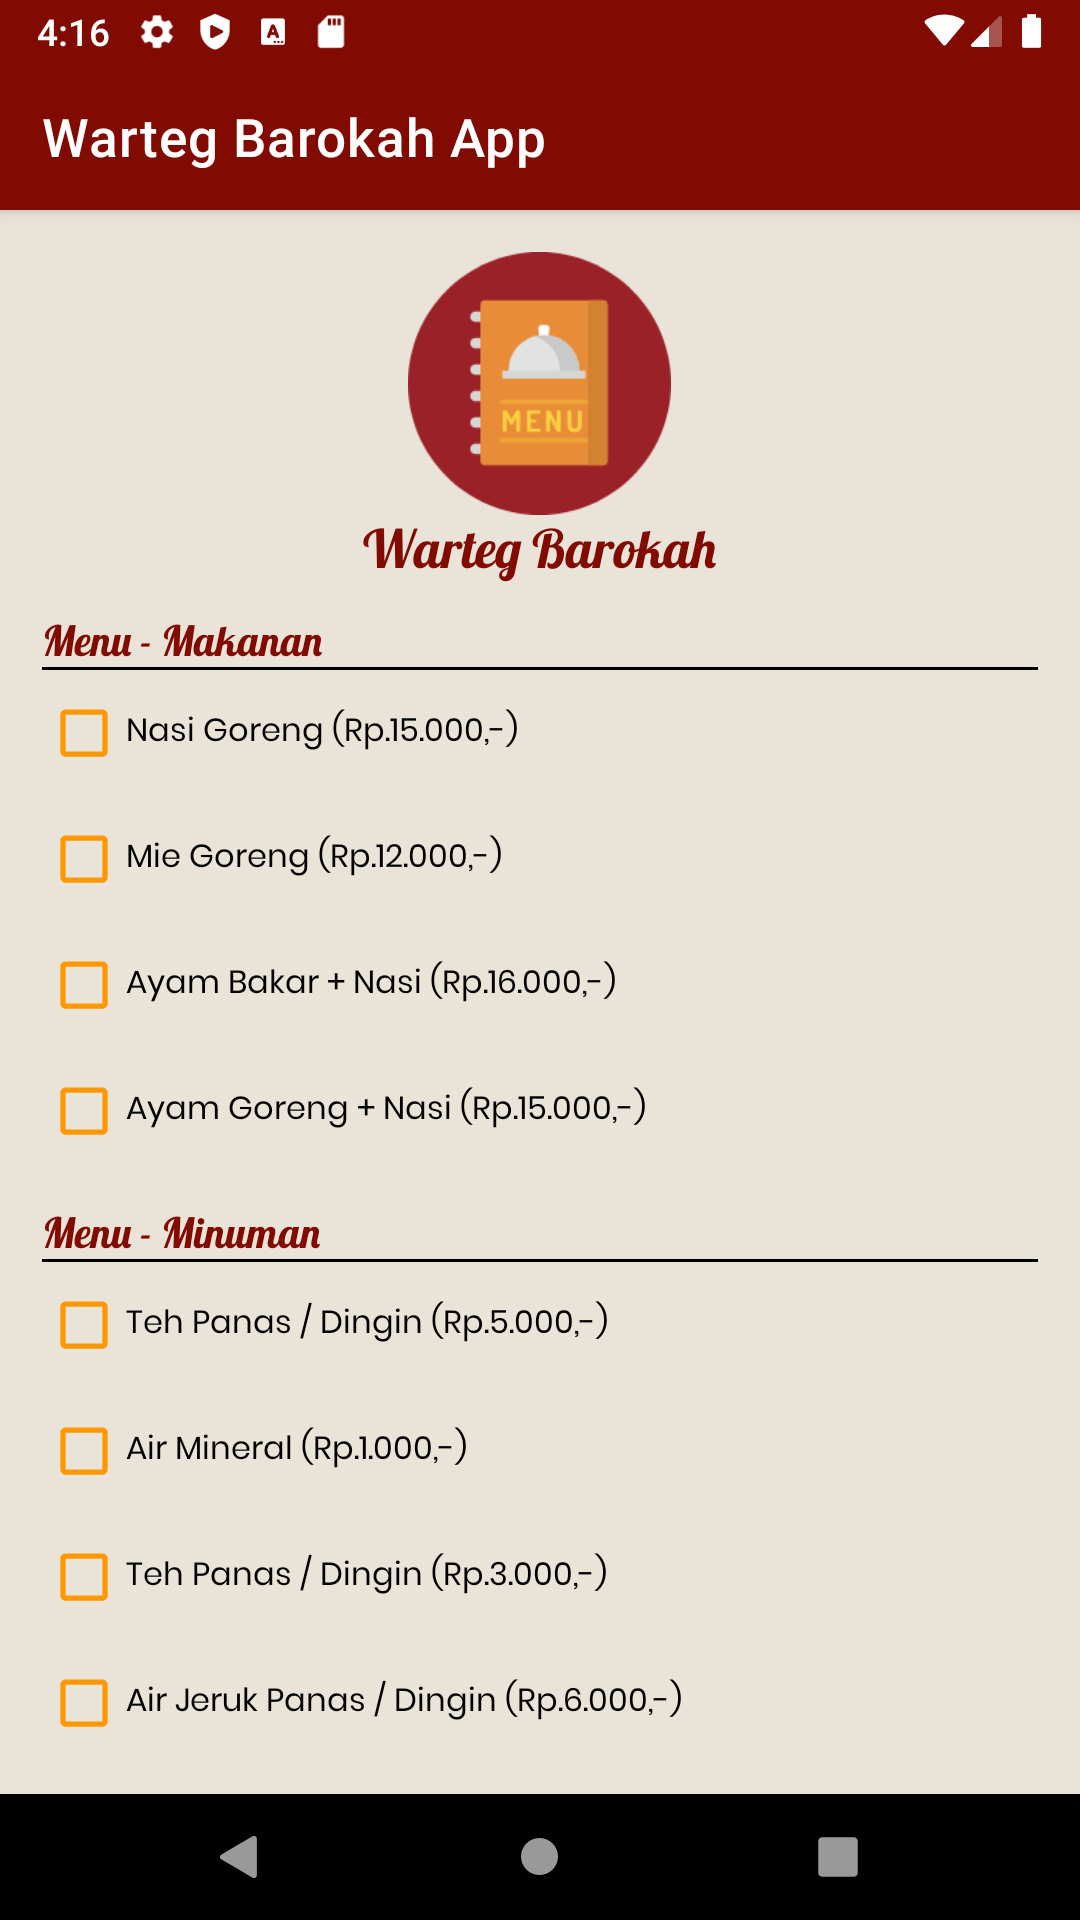 4:16
Warteg Barokah App
MENU
Warteg Barokah
Menu - Makanan
Nasi Goreng (Rp.15.000,-)
Mie Goreng (Rp.12.000,-)
Ayam Bakar + Nasi (Rp.16.000,-)
Ayam Goreng + Nasi (Rp.15.000,-)
Menu - Minuman
Teh Panas / Dingin (Rp.5.000,-)
Air Mineral (Rp.1.000,-)
Teh Panas / Dingin (Rp.3.000,-)
Air Jeruk Panas / Dingin (Rp.6.000,-)